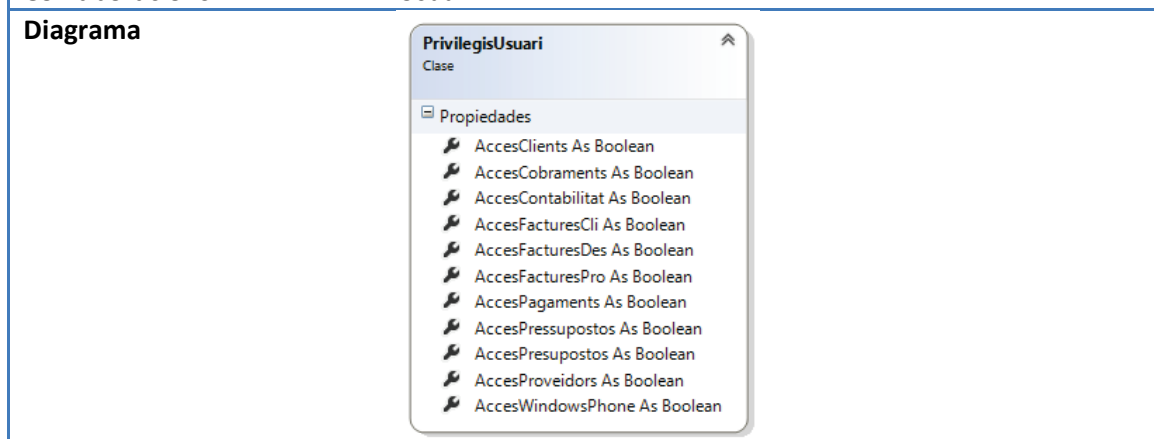 Diagrama
PrivilegisUsuari
Clase
Propiedades
AccesClients As Boolean
AccesCobraments As Boolean
AccesContabilitat As Boolean
AccesFacturesCli As Boolean
AccesFacturesDes As Boolean
AccesFacturesPro As Boolean
AccesPagaments As Boolean
AccesPressupostos As Boolean
AccesPresupostos As Boolean
AccesProveidors As Boolean
AccesWindowsPhone As Boolean